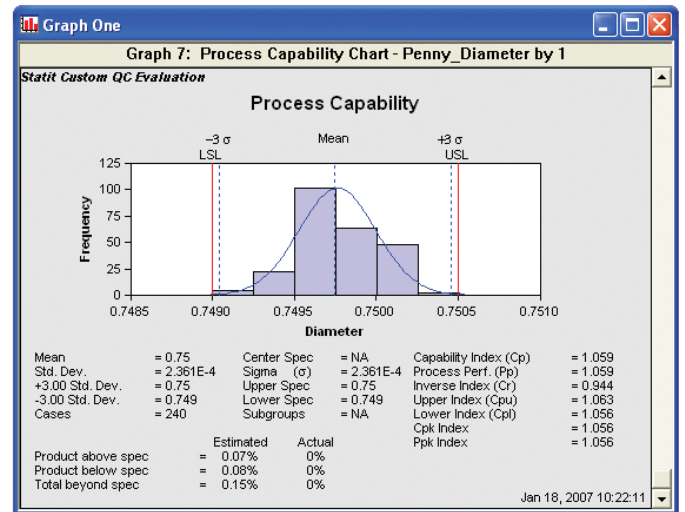 Graph One
Graph 7: Process Capability Chart - Penny_Diameter by 1
Statit Custom QC Evaluation
Process Capability
−3 σ Mean +3 σ
LSL USL
125
100
75
50
25
0
Frequency
0.7485 0.7490 0.7495 0.7500 0.7505 0.7510
Diameter
Mean = 0.75 Center Spec = NA Capability Index (Cp) = 1.059
Std. Dev. = 2.361E-4 Sigma (σ) = 2.361E-4 Process Perf. (Pp) = 1.059
+3.00 Std. Dev. = 0.75 Upper Spec = 0.75 Inverse Index (Cr) = 0.944
-3.00 Std. Dev. = 0.749 Lower Spec = 0.749 Upper Index (Cpu) = 1.063
Cases = 240 Subgroups = NA Lower Index (Cpl) = 1.056
Cpk Index = 1.056
Ppk Index = 1.056
Estimated Actual
Product above spec = 0.07% 0%
Product below spec = 0.08% 0%
Total beyond spec = 0.15% 0%
Jan 18, 2007 10:22:11